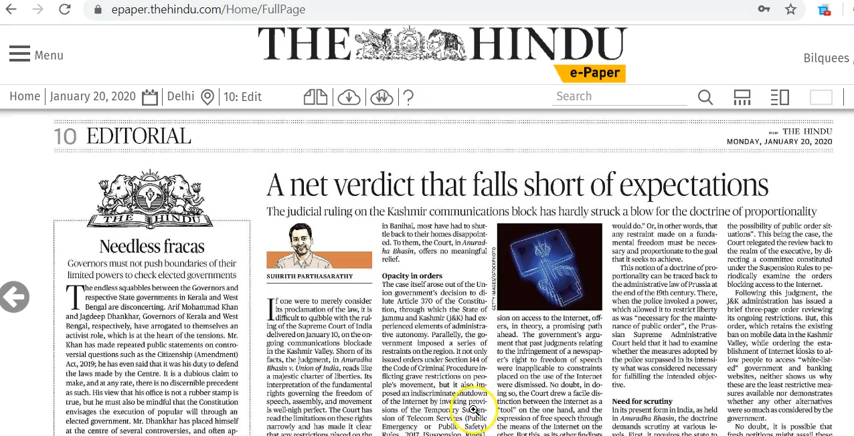 epaper.thehindu.com/Home/FullPage
Menu
THE HINDU
e-Paper
Bilquees
Home
January 20, 2020
Delhi
10: Edit
?
Search
10 EDITORIAL
THE HINDU
MONDAY, JANUARY 20, 2020
THE HINDU
Needless fracas
Governors must not push boundaries of their
limited powers to check elected governments
The endless squabbles between the Governors and
respective State governments in Kerala and West
Bengal are disconcerting. Arif Mohammad Khan
and Jagdeep Dhankhar, Governors of Kerala and West
Bengal, respectively, have arrogated to themselves an
activist role, which is at the heart of the tensions. Mr.
Khan has made repeated public statements on contro-
versial questions such as the Citizenship (Amendment)
Act, 2019; he has even said that it was his duty to defend
the laws made by the Centre. It is a dubious claim to
make, and at any rate, there is no discernible precedent
as such. His view that his office is not a rubber stamp is
true, but he must also be mindful that the Constitution
envisages the execution of popular will through an
elected government. Mr. Dhankhar has placed himself
at the centre of several controversies, and often ap-
A net verdict that falls short of expectations
The judicial ruling on the Kashmir communications block has hardly struck a blow for the doctrine of proportionality
SUHRITH PARTHASARATHY
If one were to merely consider
its proclamation of the law, it is
difficult to quibble with the rul-
ing of the Supreme Court of India
delivered on January 10, on the on-
going communications blockade
in the Kashmir Valley. Shorn of its
facts, the judgment, in Anuradha
Bhasin v. Union of India, reads like
a majestic charter of liberties. Its
interpretation of the fundamental
rights governing the freedom of
speech, assembly, and movement
is well-nigh perfect. The Court has
read the limitations on these rights
narrowly and has made it clear
that any restrictions placed on the
in Banihal, most have had to shut-
tle back to their homes disappoint-
ed. To them, the Court, in Anurad-
ha Bhasin, offers no meaningful
relief.
Opacity in orders
The case itself arose out of the Un-
ion government's decision to di-
lute Article 370 of the Constitu-
tion, through which the State of
Jammu and Kashmir (J&K) had ex-
perienced elements of administra-
tive autonomy. Parallelly, the go-
vernment imposed a series of
restraints on the region. It not only
issued orders under Section 144 of
the Code of Criminal Procedure in-
flicting grave restrictions on peo-
ple's movement, but it also im-
posed an indiscriminate shutdown
of the Internet by invoking provi-
sions of the Temporary Suspen-
sion of Telecom Services (Public
Emergency or Public Safety)
Rules, 2017 [Suspension Rules].
GETTY IMAGES/ISTOCKPHOTO
sion on access to the Internet, off-
ers, in theory, a promising path
ahead. The government's argu-
ment that past judgments relating
to the infringement of a newspap-
er's right to freedom of speech
were inapplicable to constraints
placed on the use of the Internet
were dismissed. No doubt, in do-
ing so, the Court drew a facile dis-
tinction between the Internet as a
"tool" on the one hand, and the
expression of free speech through
the means of the Internet on the
other. But this, as its other findings
would do." Or, in other words, that
any restraint made on a funda-
mental freedom must be neces-
sary and proportionate to the goal
that it seeks to achieve.
This notion of a doctrine of pro-
portionality can be traced back to
the administrative law of Prussia at
the end of the 19th century. There,
when the police invoked a power,
which allowed it to restrict liberty
as was "necessary for the mainte-
nance of public order", the Prus-
sian Supreme Administrative
Court held that it had to examine
whether the measures adopted by
the police surpassed in its intensi-
ty what was considered necessary
for fulfilling the intended objec-
tive.
Need for scrutiny
In its present form in India, as held
in Anuradha Bhasin, the doctrine
demands scrutiny at various le-
vels. First, it requires the state to
the possibility of public order sit-
uations". This being the case, the
Court relegated the review back to
the realm of the executive, by di-
recting a committee constituted
under the Suspension Rules to pe-
riodically examine the orders
blocking access to the Internet.
Following this judgment, the
J&K administration has issued a
brief three-page order reviewing
its ongoing restrictions. But, this
order, which retains the existing
ban on mobile data in the Kashmir
Valley, while ordering the estab-
lishment of Internet kiosks to al-
low people to access "white-list-
ed" government and banking
websites, neither shows us why
these are the least restrictive mea-
sures available nor demonstrates
whether any other alternatives
were so much as considered by the
government.
No doubt, it is possible that